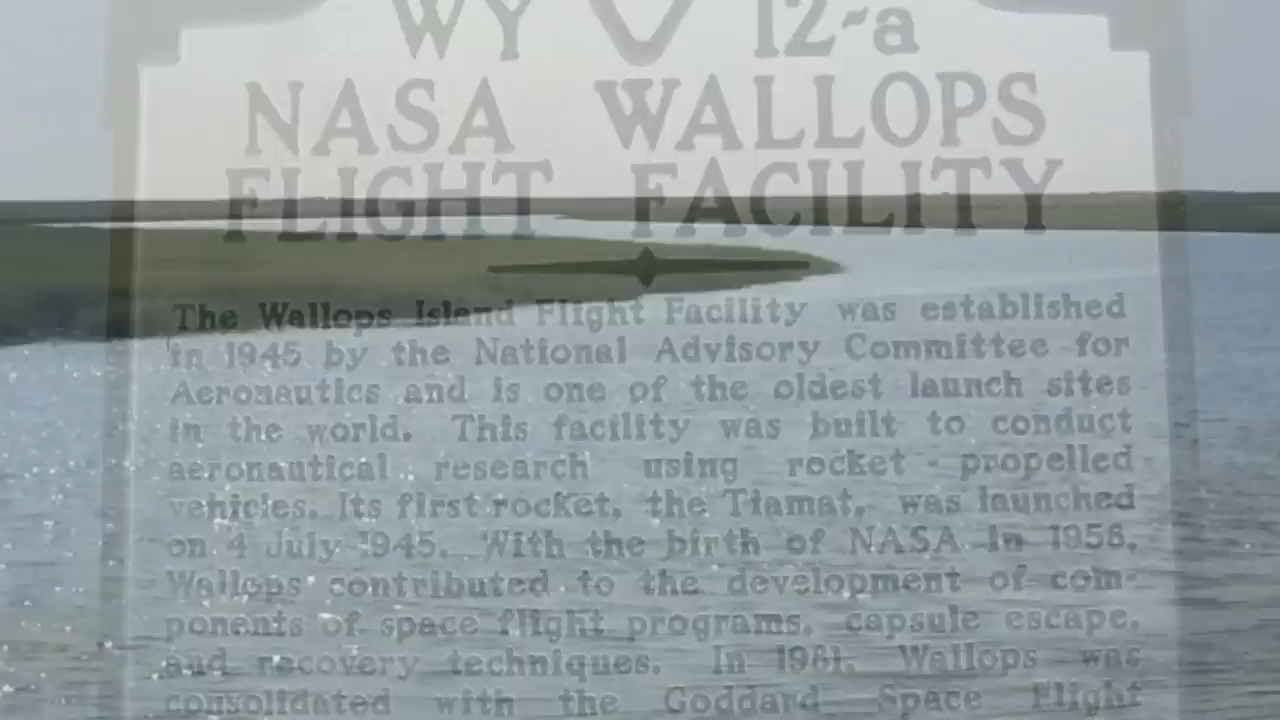 WY 12-a
NASA WALLOPS
FLIGHT FACILITY
The Wallops Island Flight Facility was established
in 1945 by the National Advisory Committee for
Aeronautics and is one of the oldest launch sites
in the world. This facility was built to conduct
aeronautical research using rocket-propelled
vehicles. Its first rocket, the Tiamat, was launched
on 4 July 1945. With the birth of NASA in 1958,
Wallops contributed to the development of com-
ponents of space flight programs, capsule escape,
and recovery techniques. In 1981, Wallops was
consolidated with the Goddard Space Flight